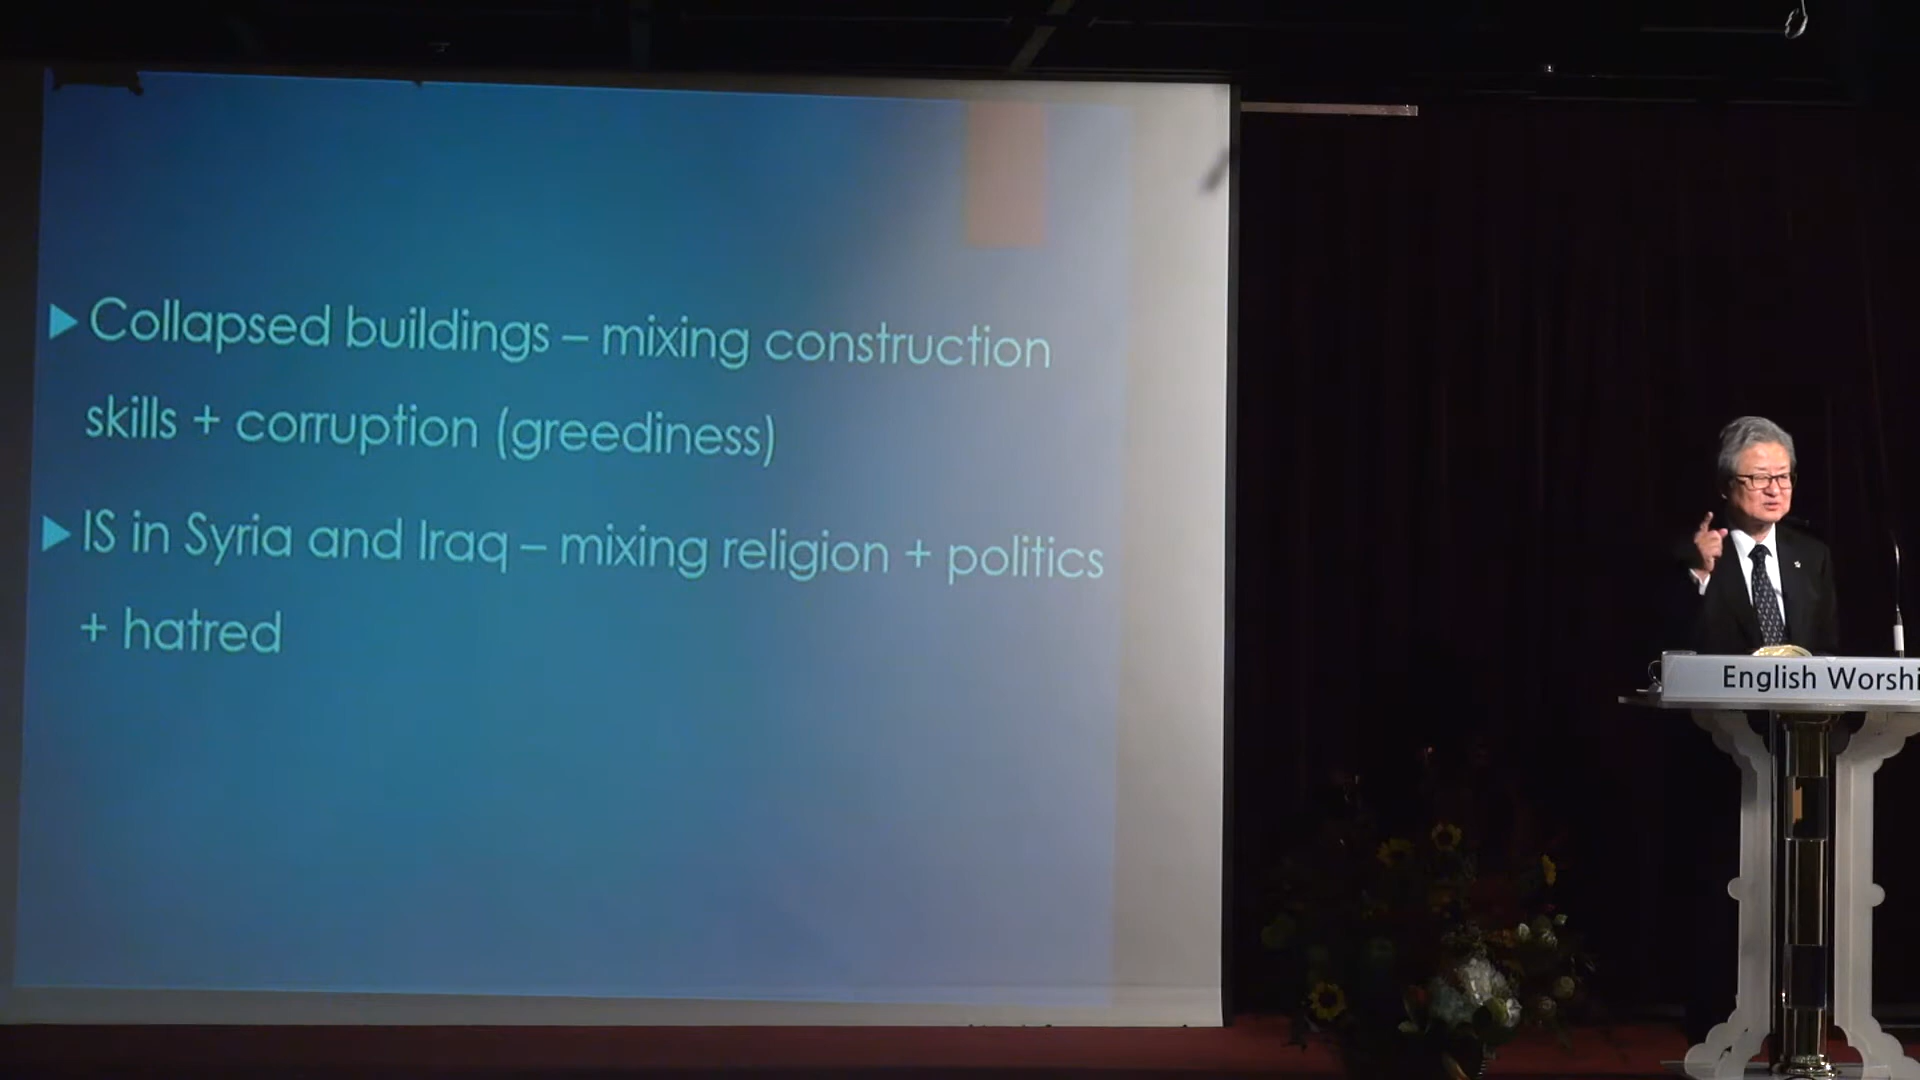 Collapsed buildings – mixing construction
skills + corruption (greediness)
IS in Syria and Iraq – mixing religion + politics
+ hatred
English Worshi